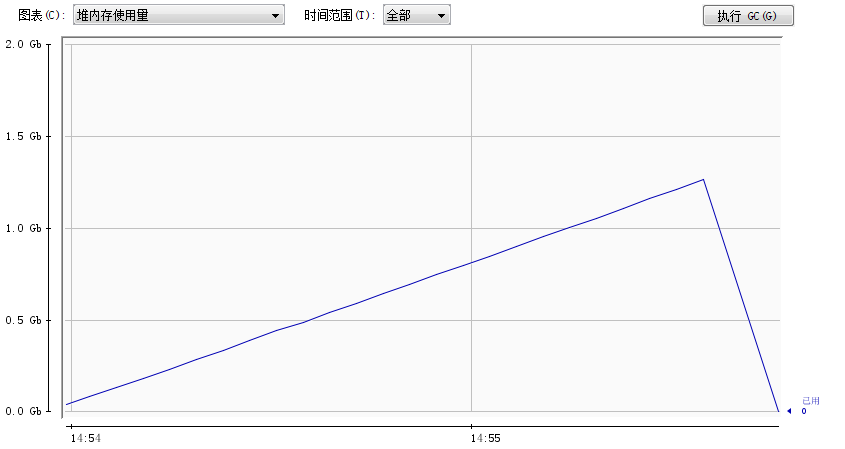 图表(C): 堆内存使用量 时间范围(T): 全部 执行 GC(G)
2.0 Gb
1.5 Gb
1.0 Gb
0.5 Gb
0.0 Gb
已用
0
14:54 14:55